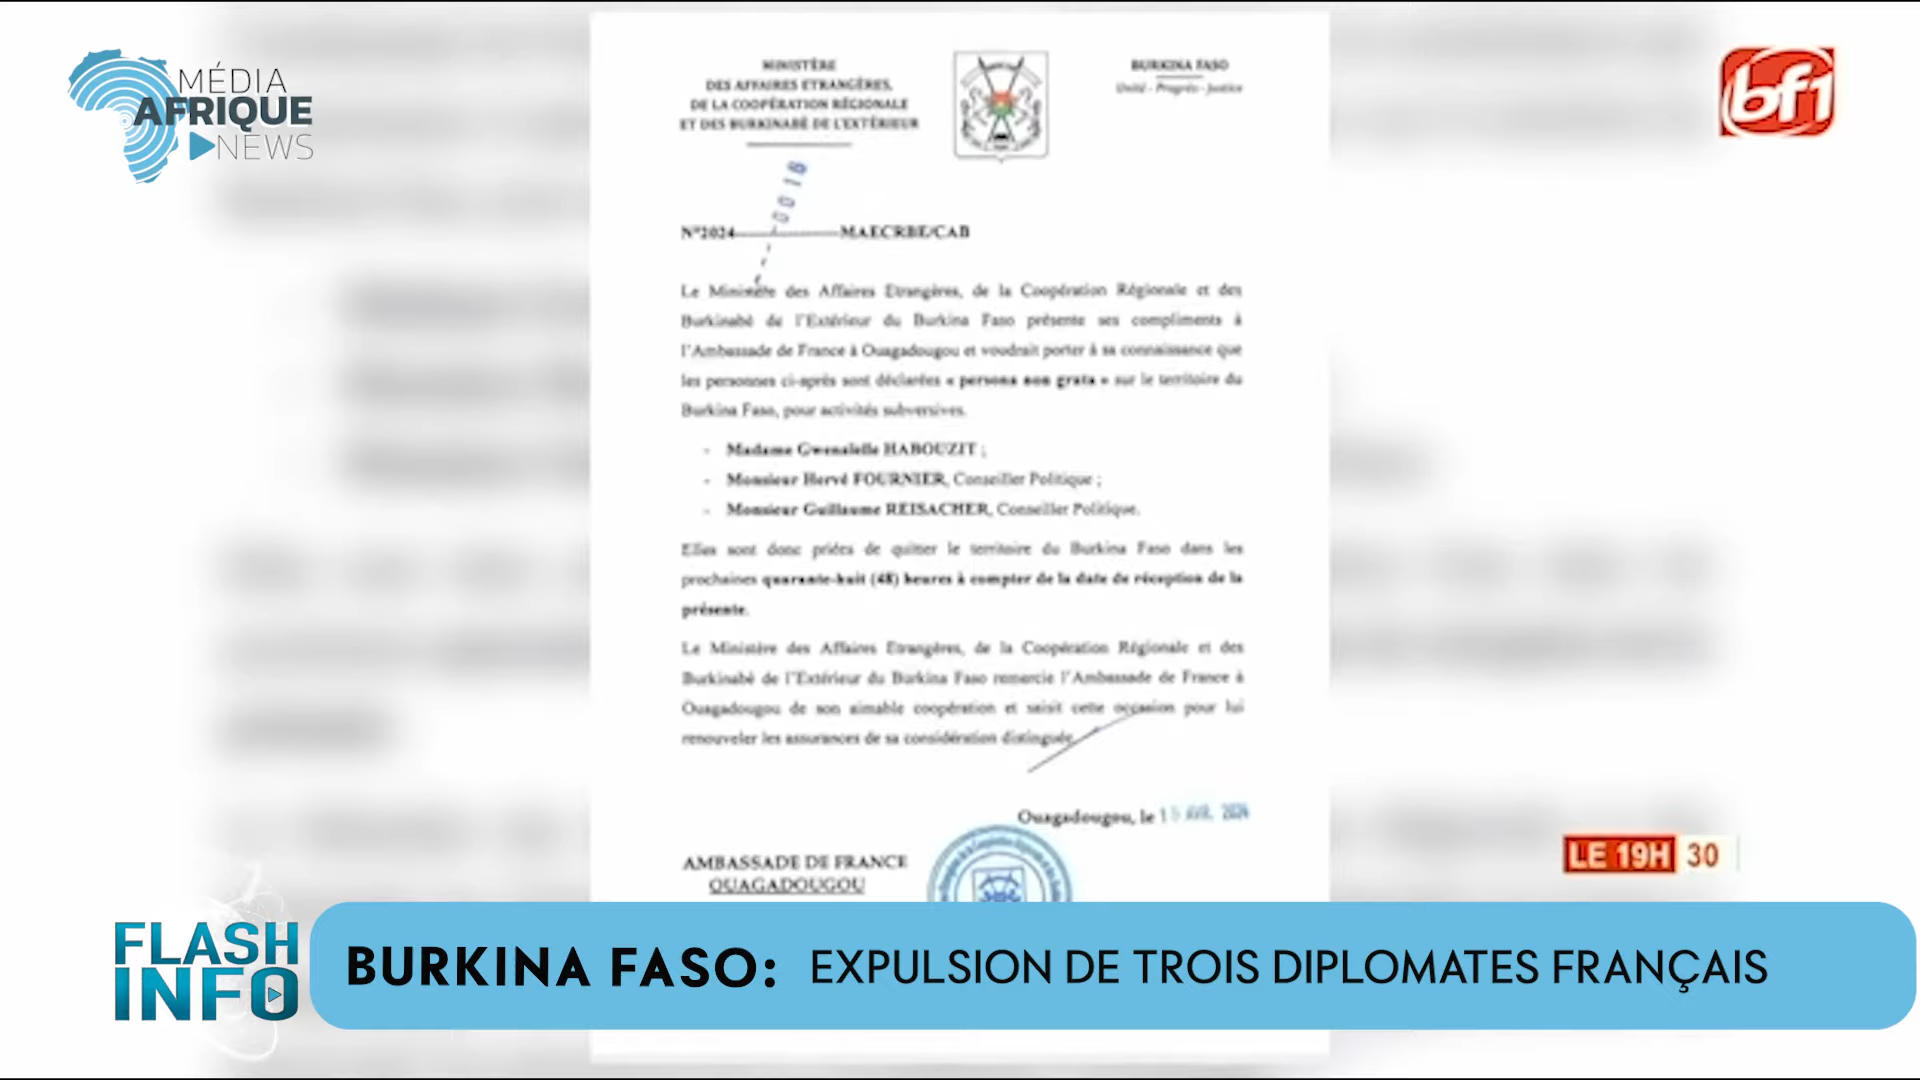 MÉDIA
AFRIQUE
NEWS
bf1
MINISTÈRE
DES AFFAIRES ETRANGÈRES,
DE LA COOPÉRATION RÉGIONALE
ET DES BURKINABÈ DE L'EXTÉRIEUR
BURKINA FASO
Unité - Progrès - Justice
0018
N°2024 MAECRBE/CAB
Le Ministère des Affaires Etrangères, de la Coopération Régionale et des
Burkinabè de l'Extérieur du Burkina Faso présente ses compliments à
l'Ambassade de France à Ouagadougou et voudrait porter à sa connaissance que
les personnes ci-après sont déclarées « persona non grata » sur le territoire du
Burkina Faso, pour activités subversives.
- Madame Gwenaëlle HABOUZIT ;
- Monsieur Hervé FOURNIER, Conseiller Politique ;
- Monsieur Guillaume REISACHER, Conseiller Politique.
Elles sont donc priées de quitter le territoire du Burkina Faso dans les
prochaines quarante-huit (48) heures à compter de la date de réception de la
présente.
Le Ministère des Affaires Etrangères, de la Coopération Régionale et des
Burkinabè de l'Extérieur du Burkina Faso remercie l'Ambassade de France à
Ouagadougou de son aimable coopération et saisit cette occasion pour lui
renouveler les assurances de sa considération distinguée.
Ouagadougou, le 15 AVR. 2024
AMBASSADE DE FRANCE
OUAGADOUGOU
LE 19H 30
FLASH
INFO
BURKINA FASO: EXPULSION DE TROIS DIPLOMATES FRANÇAIS